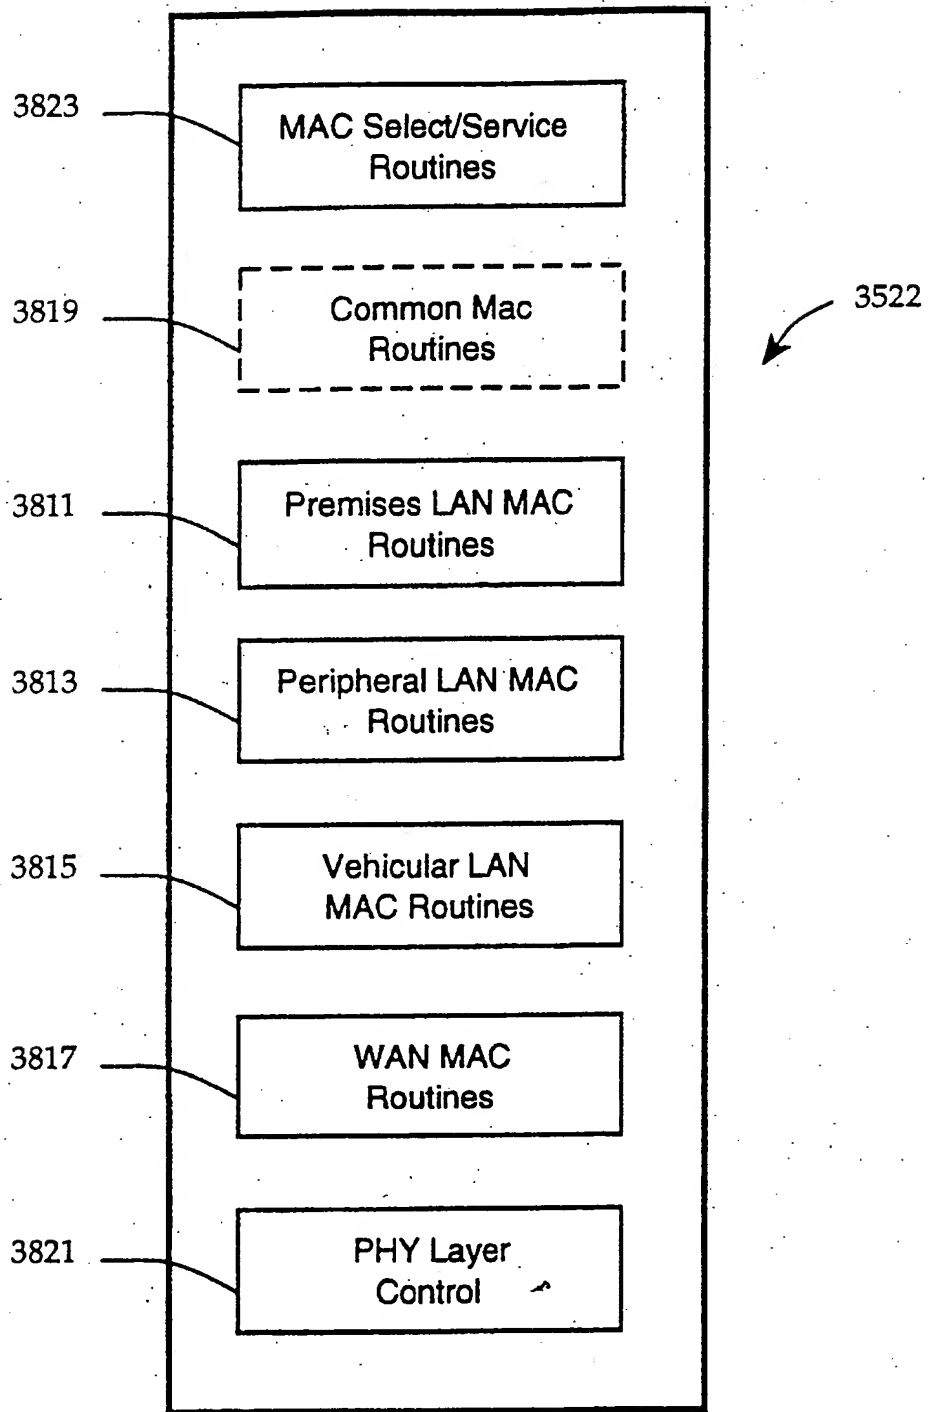 3823
MAC Select/Service
Routines
3819
Common Mac
Routines
3522
3811
Premises LAN MAC
Routines
3813
Peripheral LAN MAC
Routines
3815
Vehicular LAN
MAC Routines
3817
WAN MAC
Routines
3821
PHY Layer
Control